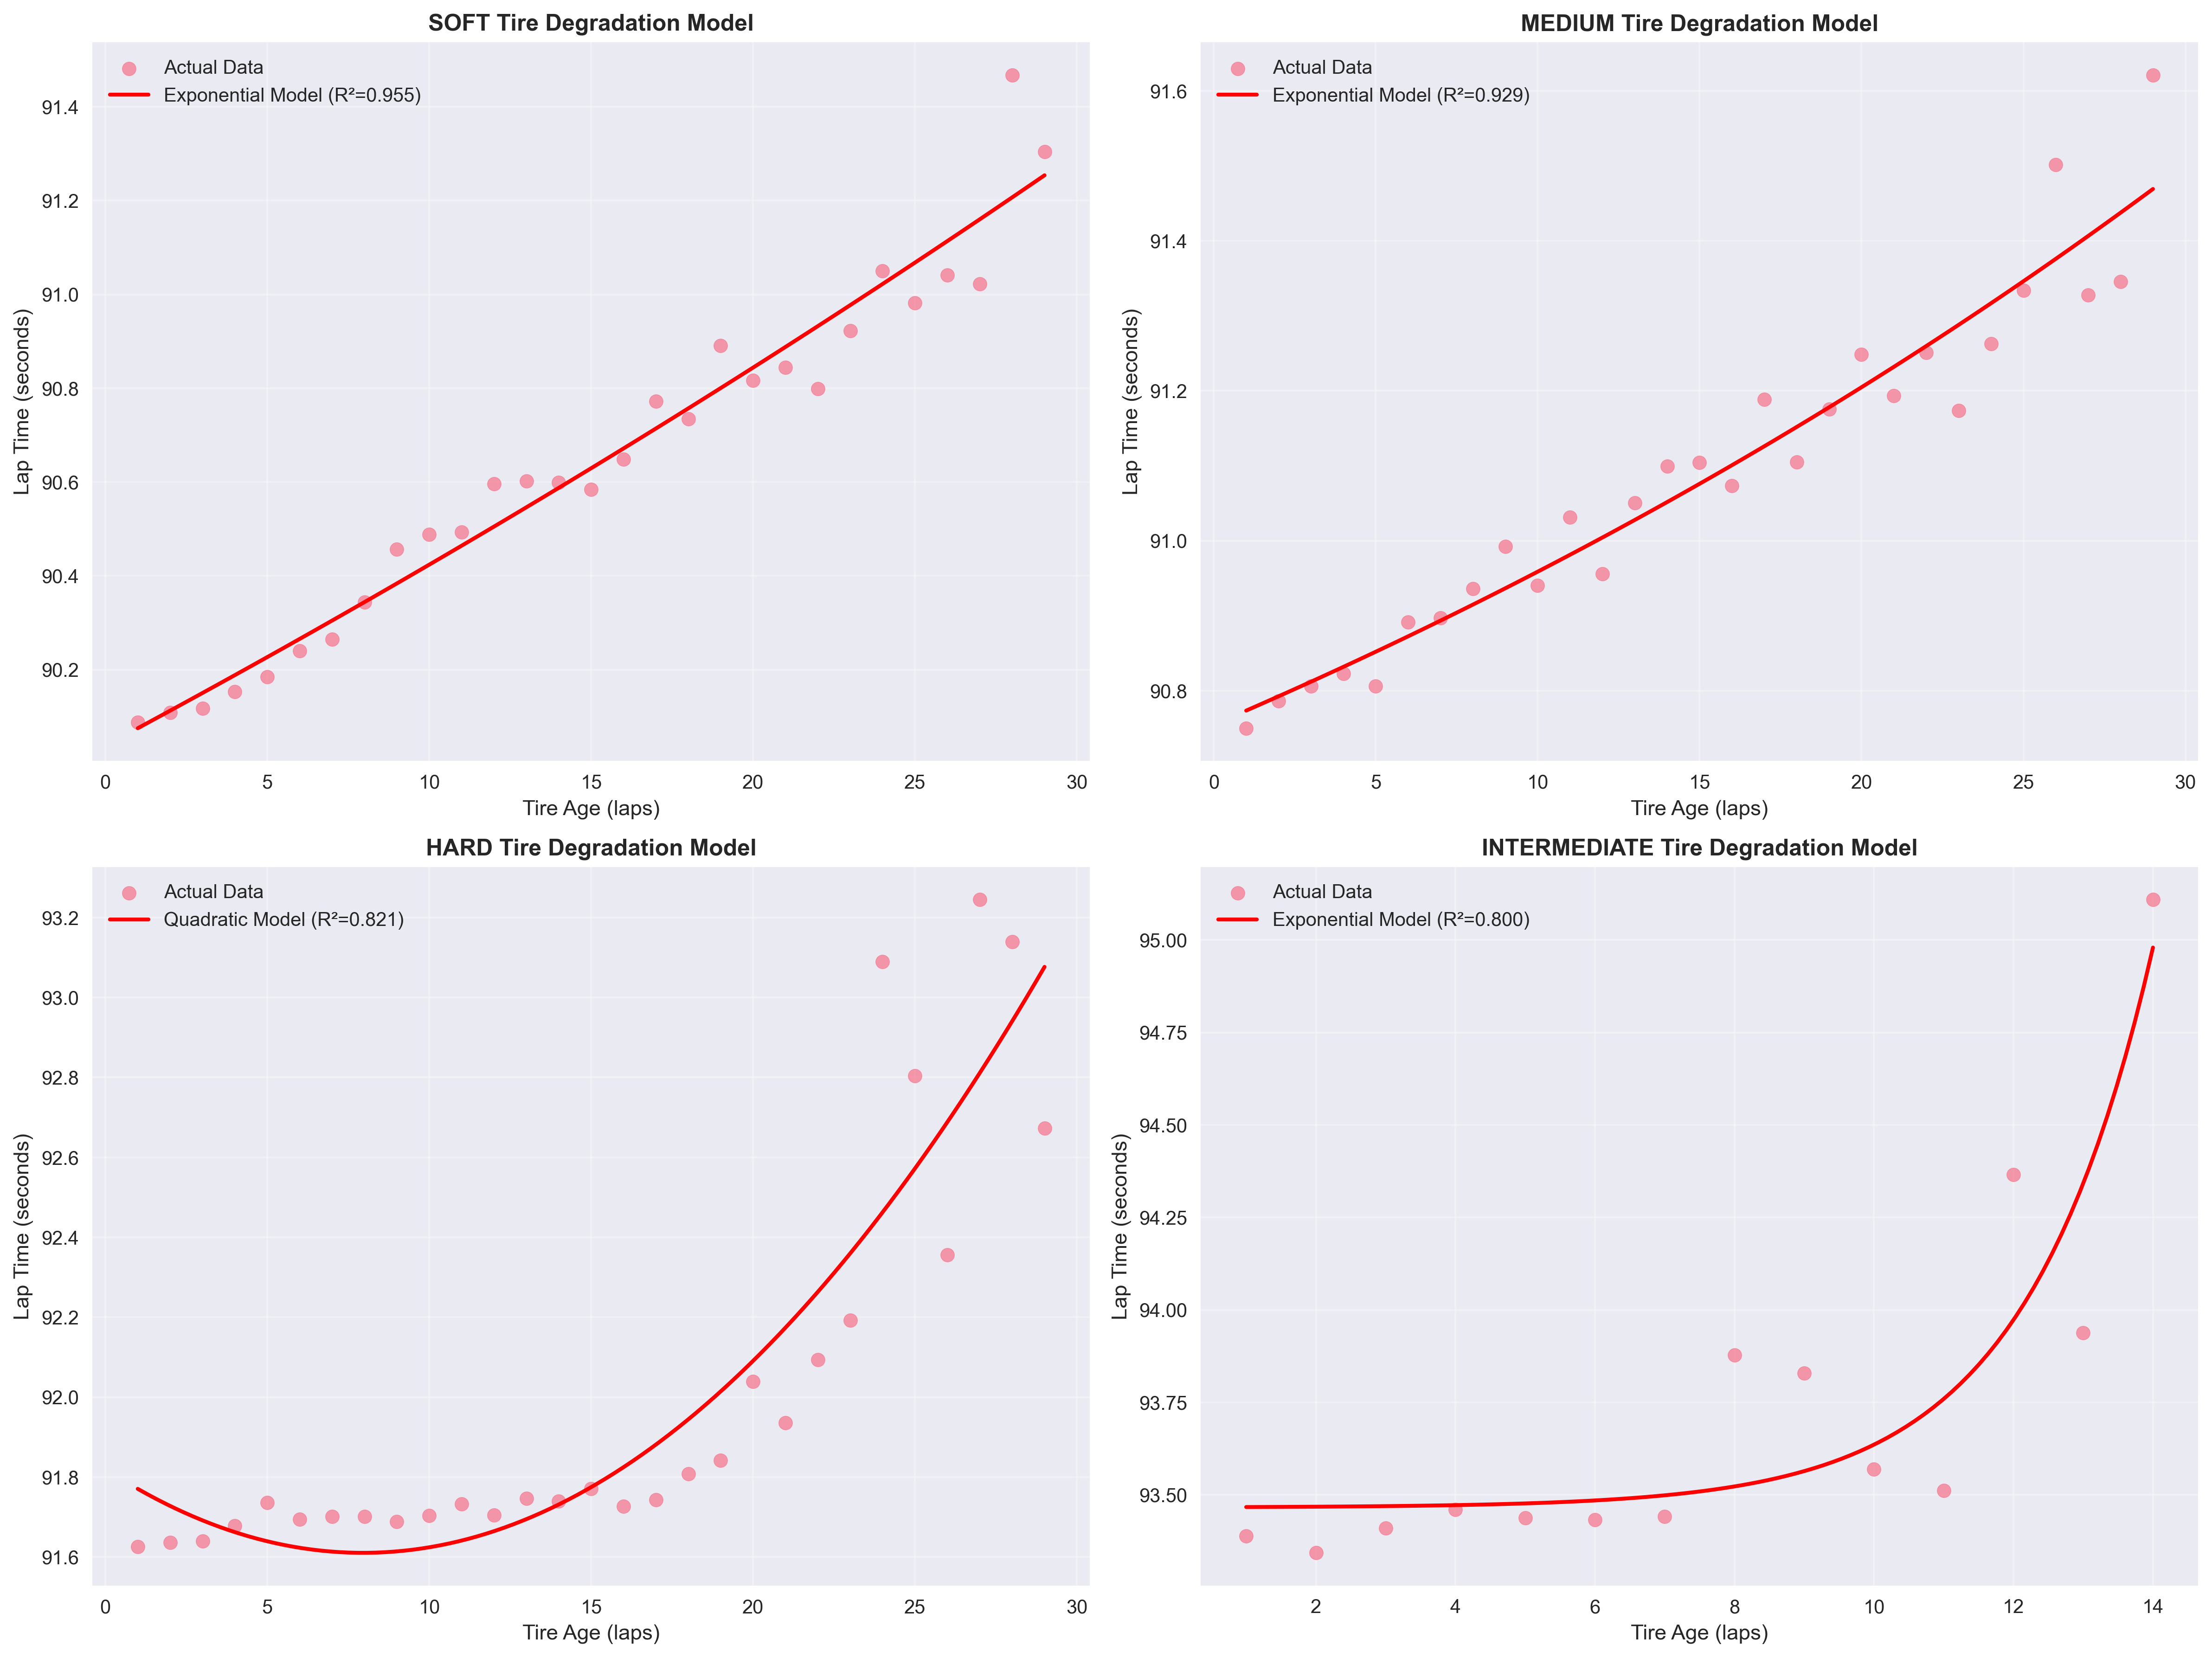 SOFT Tire Degradation Model
Actual Data
Exponential Model (R²=0.955)
91.4
91.2
91.0
90.8
90.6
90.4
90.2
Lap Time (seconds)
0 5 10 15 20 25 30
Tire Age (laps)
MEDIUM Tire Degradation Model
Actual Data
Exponential Model (R²=0.929)
91.6
91.4
91.2
91.0
90.8
Lap Time (seconds)
0 5 10 15 20 25 30
Tire Age (laps)
HARD Tire Degradation Model
Actual Data
Quadratic Model (R²=0.821)
93.2
93.0
92.8
92.6
92.4
92.2
92.0
91.8
91.6
Lap Time (seconds)
0 5 10 15 20 25 30
Tire Age (laps)
INTERMEDIATE Tire Degradation Model
Actual Data
Exponential Model (R²=0.800)
95.00
94.75
94.50
94.25
94.00
93.75
93.50
Lap Time (seconds)
2 4 6 8 10 12 14
Tire Age (laps)